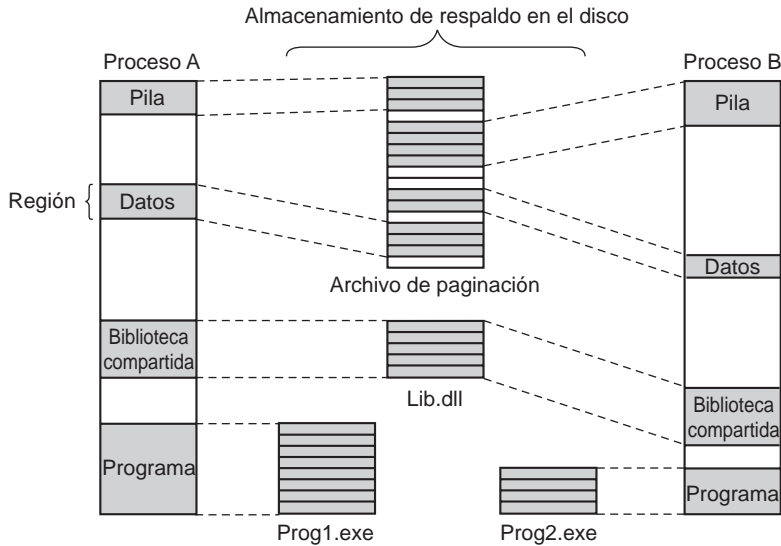 Almacenamiento de respaldo en el disco
Proceso A
Proceso B
Pila
Pila
Región
Datos
Datos
Archivo de paginación
Biblioteca
compartida
Lib.dll
Biblioteca
compartida
Programa
Programa
Prog1.exe
Prog2.exe